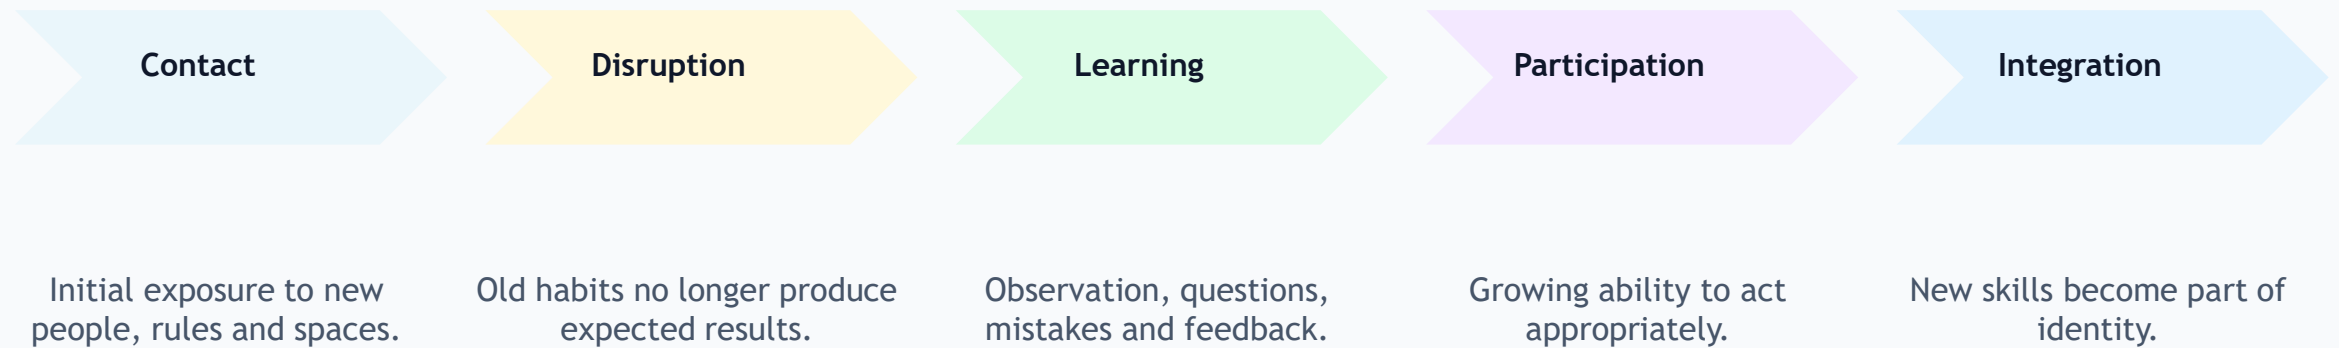 Contact
Disruption
Learning
Participation
Integration
Initial exposure to new
people, rules and spaces.
Old habits no longer produce
expected results.
Observation, questions,
mistakes and feedback.
Growing ability to act
appropriately.
New skills become part of
identity.